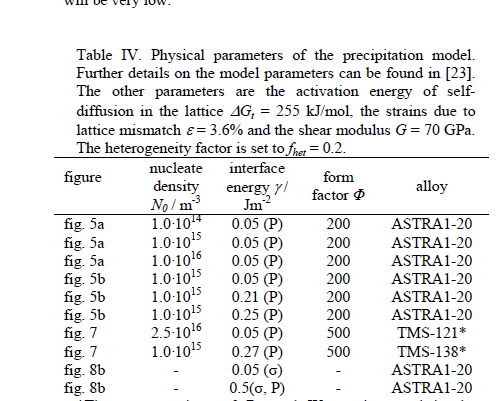 will be very low.
Table IV. Physical parameters of the precipitation model.
Further details on the model parameters can be found in [23].
The other parameters are the activation energy of self-
diffusion in the lattice ΔGt = 255 kJ/mol, the strains due to
lattice mismatch ε = 3.6% and the shear modulus G = 70 GPa.
The heterogeneity factor is set to fhet = 0.2.
figure nucleate density N0 / m-3 interface energy γ / Jm-2 form factor Φ alloy
fig. 5a 1.0·10^14 0.05 (P) 200 ASTRA1-20
fig. 5a 1.0·10^15 0.05 (P) 200 ASTRA1-20
fig. 5a 1.0·10^16 0.05 (P) 200 ASTRA1-20
fig. 5b 1.0·10^15 0.05 (P) 200 ASTRA1-20
fig. 5b 1.0·10^15 0.21 (P) 200 ASTRA1-20
fig. 5b 1.0·10^15 0.25 (P) 200 ASTRA1-20
fig. 7 2.5·10^16 0.05 (P) 500 TMS-121*
fig. 7 1.0·10^15 0.27 (P) 500 TMS-138*
fig. 8b - 0.05 (σ) - ASTRA1-20
fig. 8b - 0.5(σ, P) - ASTRA1-20